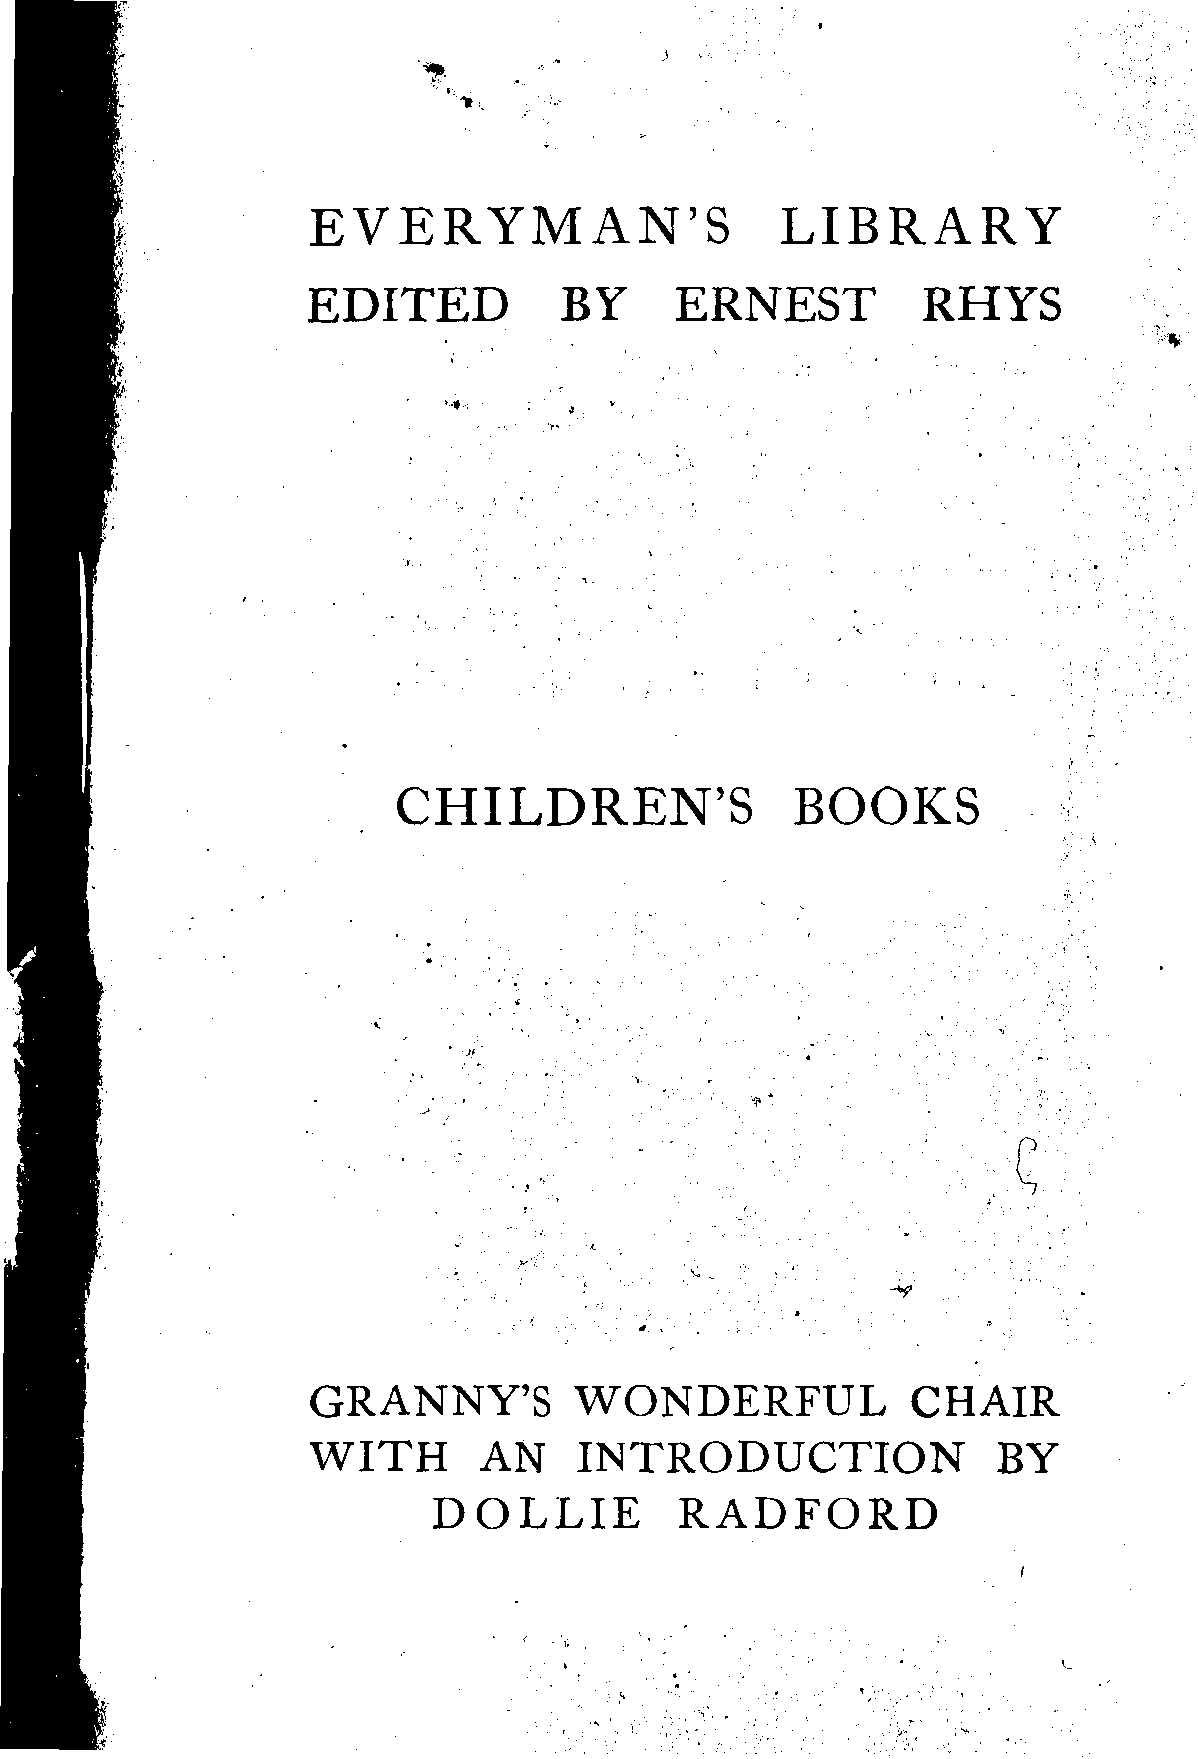 EVERYMAN'S LIBRARY
EDITED BY ERNEST RHYS
CHILDREN'S BOOKS
GRANNY'S WONDERFUL CHAIR
WITH AN INTRODUCTION BY
DOLLIE RADFORD